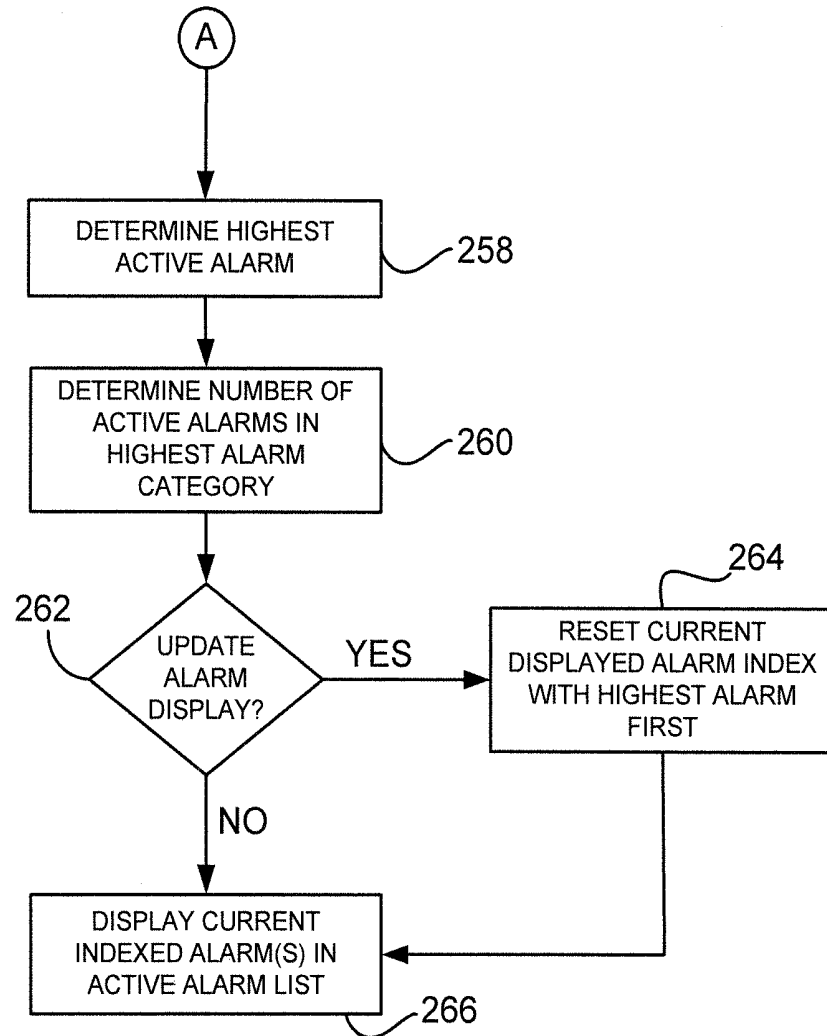 A
DETERMINE HIGHEST
ACTIVE ALARM
258
DETERMINE NUMBER OF
ACTIVE ALARMS IN
HIGHEST ALARM
CATEGORY
260
262
UPDATE
ALARM
DISPLAY?
YES
264
RESET CURRENT
DISPLAYED ALARM INDEX
WITH HIGHEST ALARM
FIRST
NO
DISPLAY CURRENT
INDEXED ALARM(S) IN
ACTIVE ALARM LIST
266